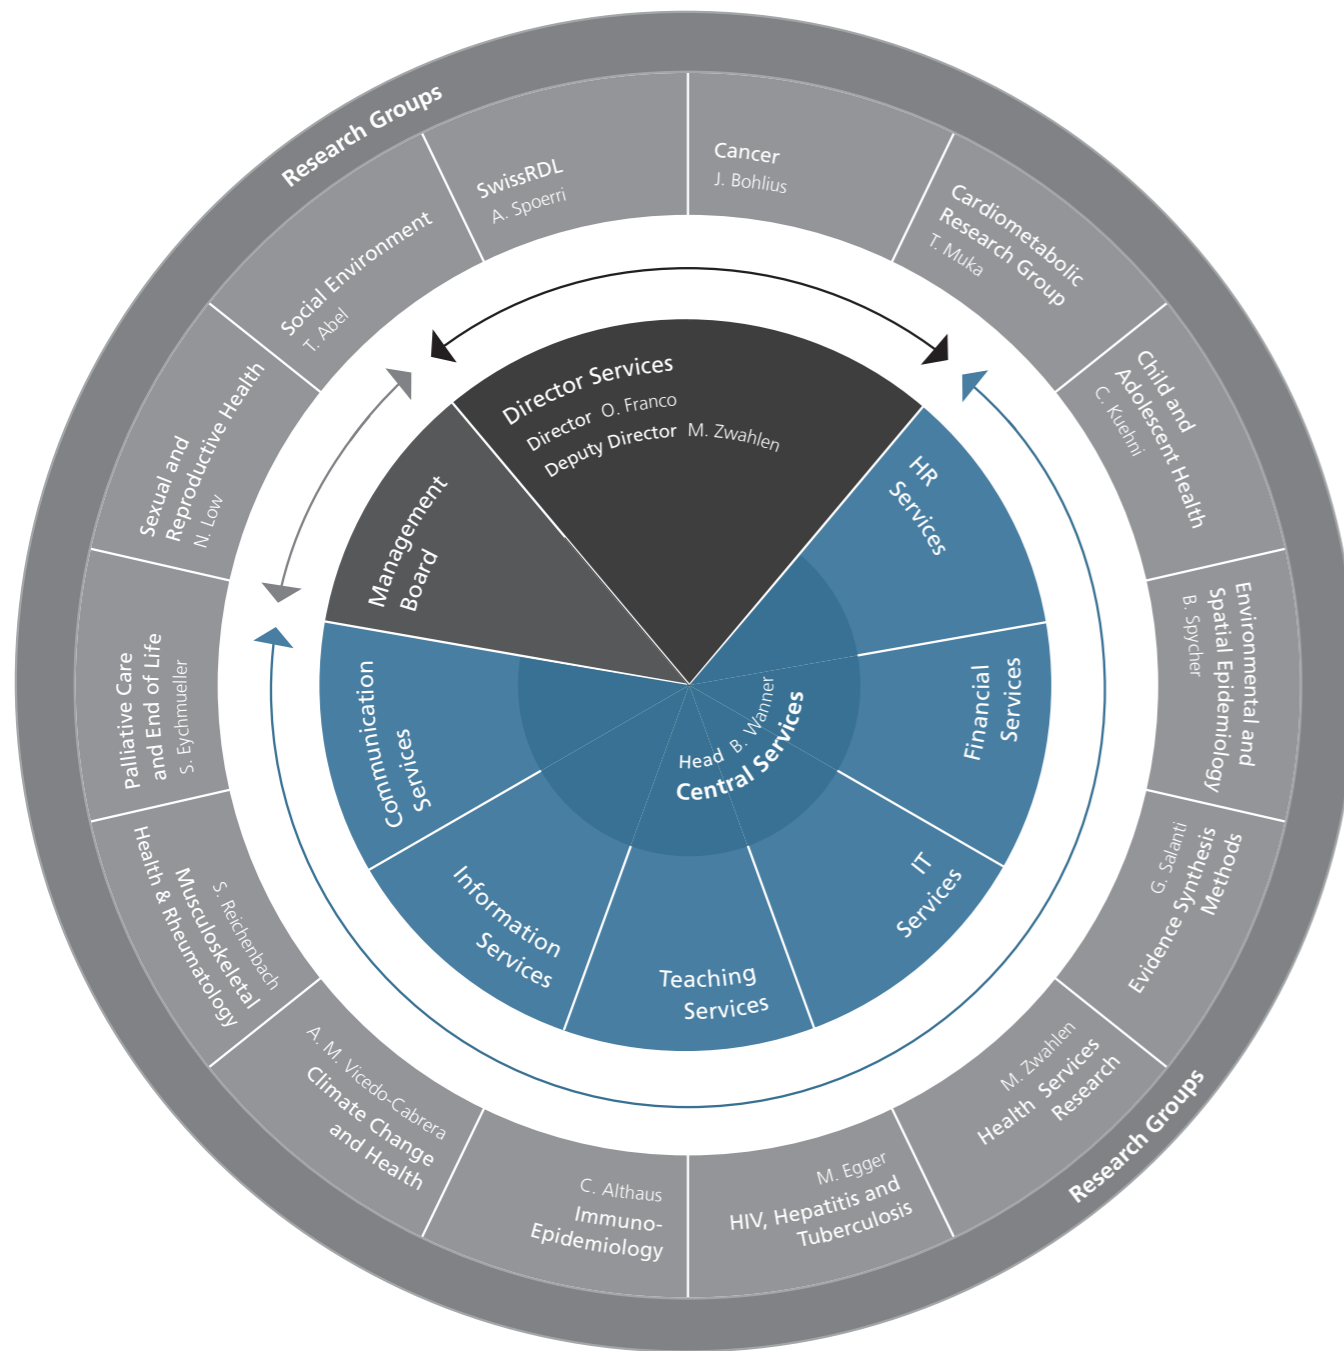 Research Groups
Cancer
J. Bohlius
Cardiometabolic
Research Group
T. Muka
Child and
Adolescent Health
C. Kuehni
Environmental and
Spatial Epidemiology
B. Spycher
G. Salanti
Evidence Synthesis
Methods
M. Zwahlen
Health Services
Research
Research Groups
M. Egger
HIV, Hepatitis and
Tuberculosis
C. Althaus
Immuno-
Epidemiology
A. M. Vicedo-Cabrera
Climate Change
and Health
S. Reichenbach
Musculoskeletal
Health & Rheumatology
Palliative Care
and End of Life
S. Eychmueller
Sexual and
Reproductive Health
N. Low
Social Environment
T. Abel
SwissRDL
A. Spoerri
Director Services
Director O. Franco
Deputy Director M. Zwahlen
HR
Services
Financial
Services
IT
Services
Teaching
Services
Information
Services
Communication
Services
Management
Board
Head B. Wanner
Central Services